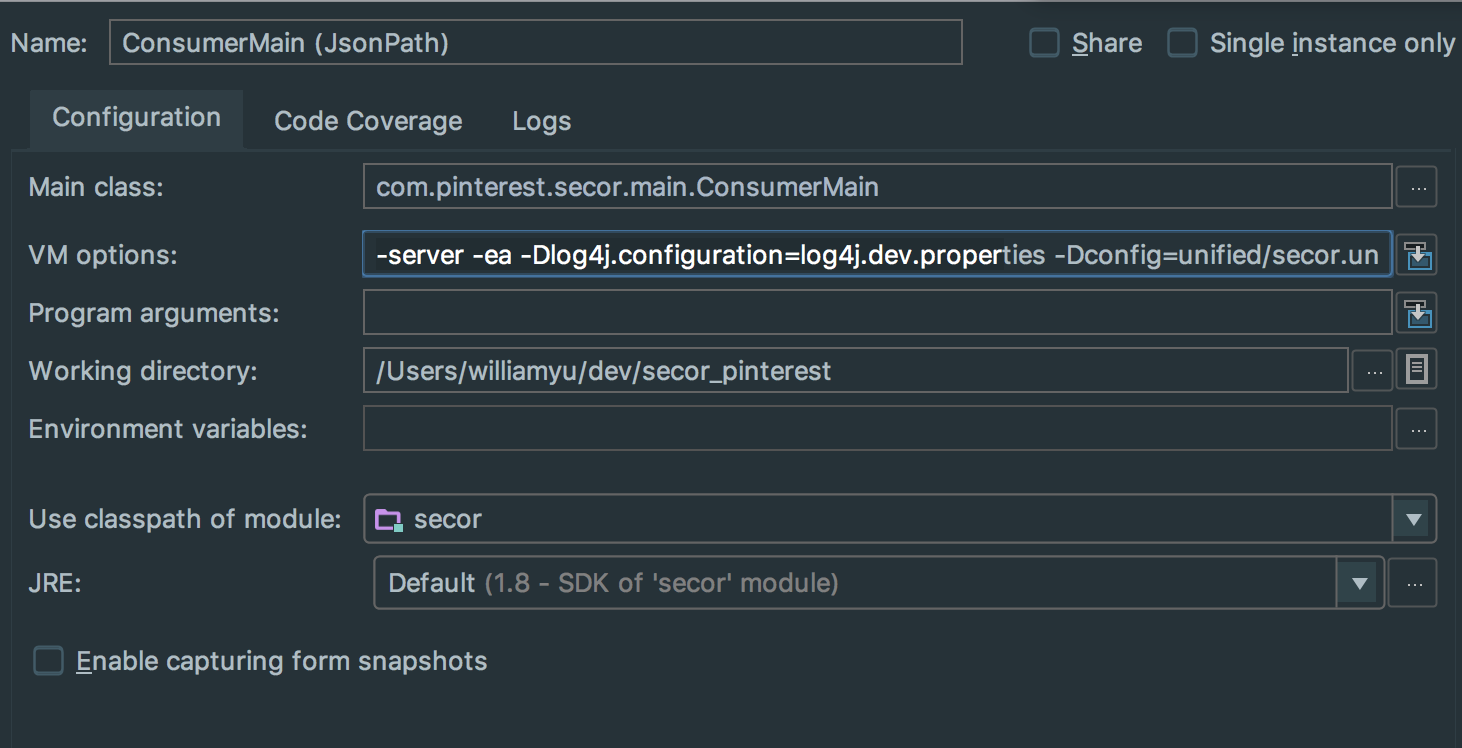 Name: ConsumerMain (JsonPath) Share Single instance only
Configuration Code Coverage Logs
Main class: com.pinterest.secor.main.ConsumerMain ...
VM options: -server -ea -Dlog4j.configuration=log4j.dev.properties -Dconfig=unified/secor.un
Program arguments:
Working directory: /Users/williamyu/dev/secor_pinterest ...
Environment variables: ...
Use classpath of module: secor
JRE: Default (1.8 - SDK of 'secor' module) ...
Enable capturing form snapshots